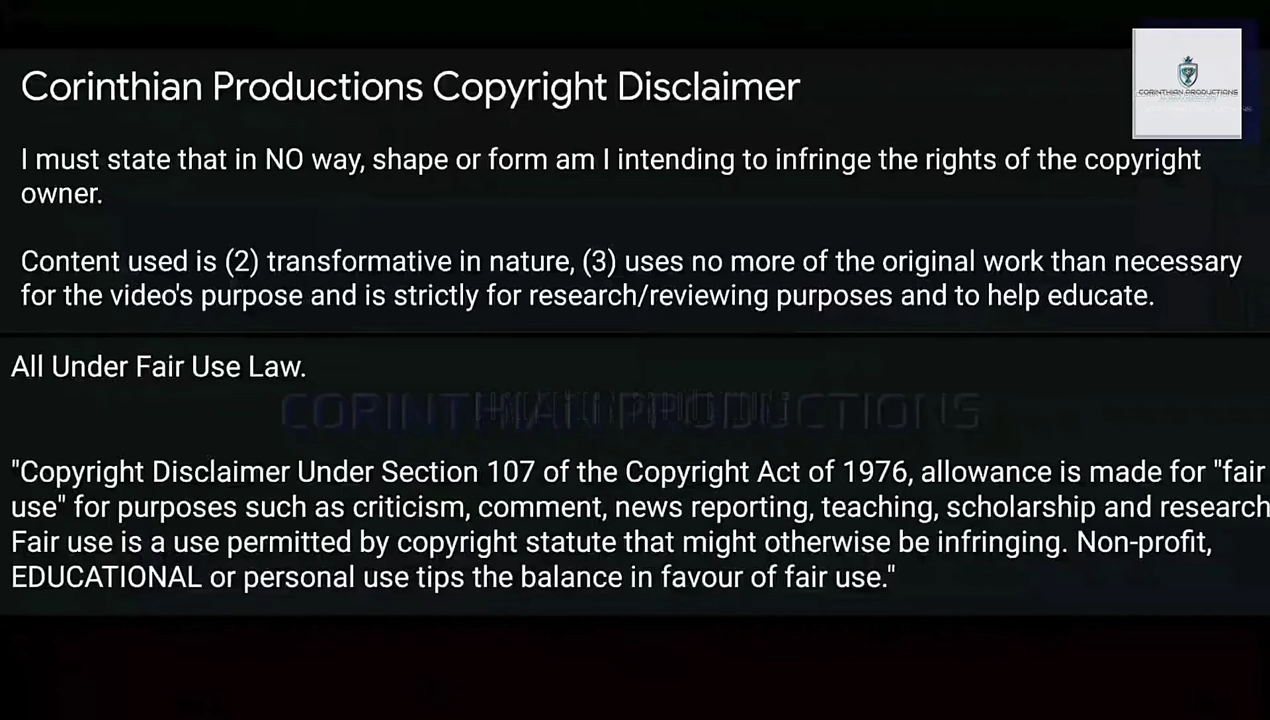 Corinthian Productions Copyright Disclaimer
CORINTHIAN PRODUCTIONS
I must state that in NO way, shape or form am I intending to infringe the rights of the copyright
owner.
Content used is (2) transformative in nature, (3) uses no more of the original work than necessary
for the video's purpose and is strictly for research/reviewing purposes and to help educate.
All Under Fair Use Law.
CORINTHIAN PRODUCTIONS
"Copyright Disclaimer Under Section 107 of the Copyright Act of 1976, allowance is made for "fair
use" for purposes such as criticism, comment, news reporting, teaching, scholarship and research
Fair use is a use permitted by copyright statute that might otherwise be infringing. Non-profit,
EDUCATIONAL or personal use tips the balance in favour of fair use."